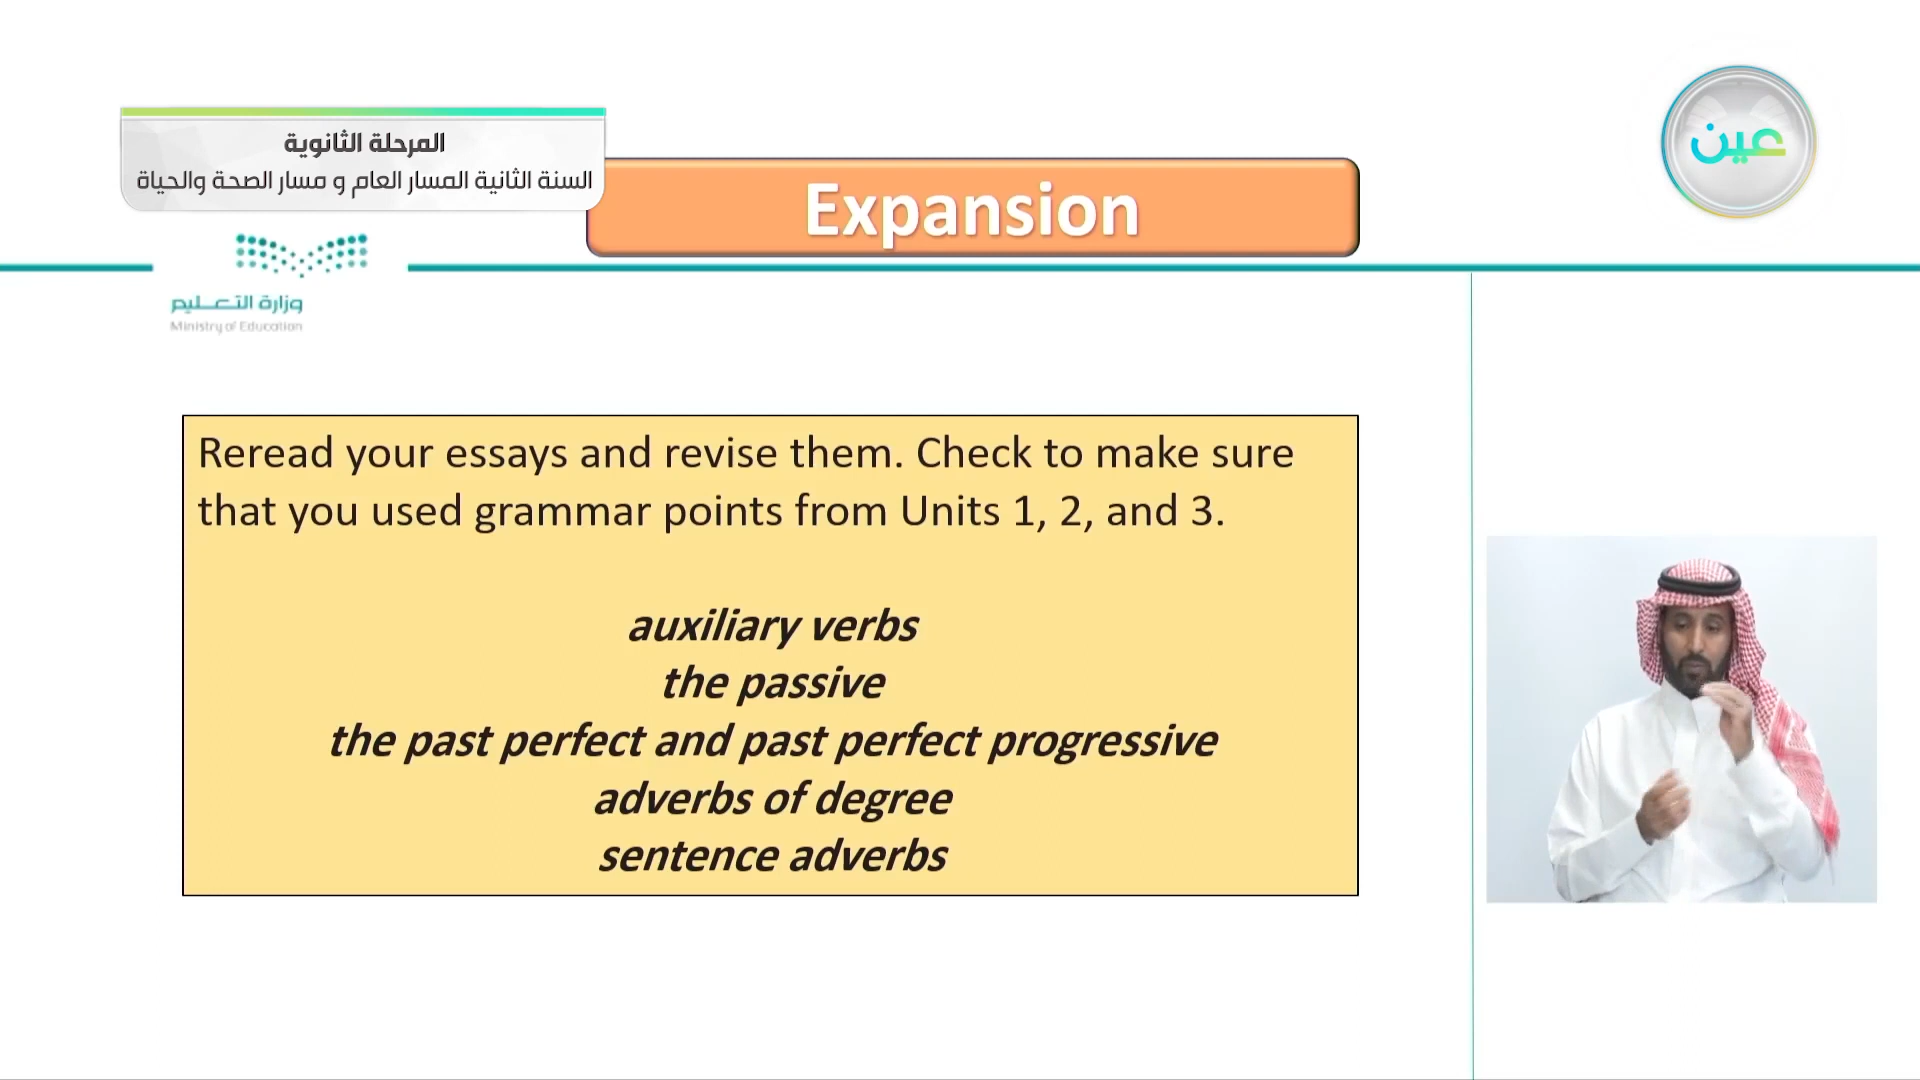 المرحلة الثانوية
السنة الثانية المسار العام و مسار الصحة والحياة
عين
Expansion
وزارة التعليم
Ministry of Education
Reread your essays and revise them. Check to make sure
that you used grammar points from Units 1, 2, and 3.
auxiliary verbs
the passive
the past perfect and past perfect progressive
adverbs of degree
sentence adverbs